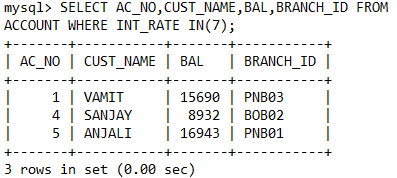 mysql> SELECT AC_NO,CUST_NAME,BAL,BRANCH_ID FROM
ACCOUNT WHERE INT_RATE IN(7);
+-------+-----------+-------+-----------+
| AC_NO | CUST_NAME | BAL   | BRANCH_ID |
+-------+-----------+-------+-----------+
|     1 | VAMIT     | 15690 | PNB03     |
|     4 | SANJAY    |  8932 | BOB02     |
|     5 | ANJALI    | 16943 | PNB01     |
+-------+-----------+-------+-----------+
3 rows in set (0.00 sec)